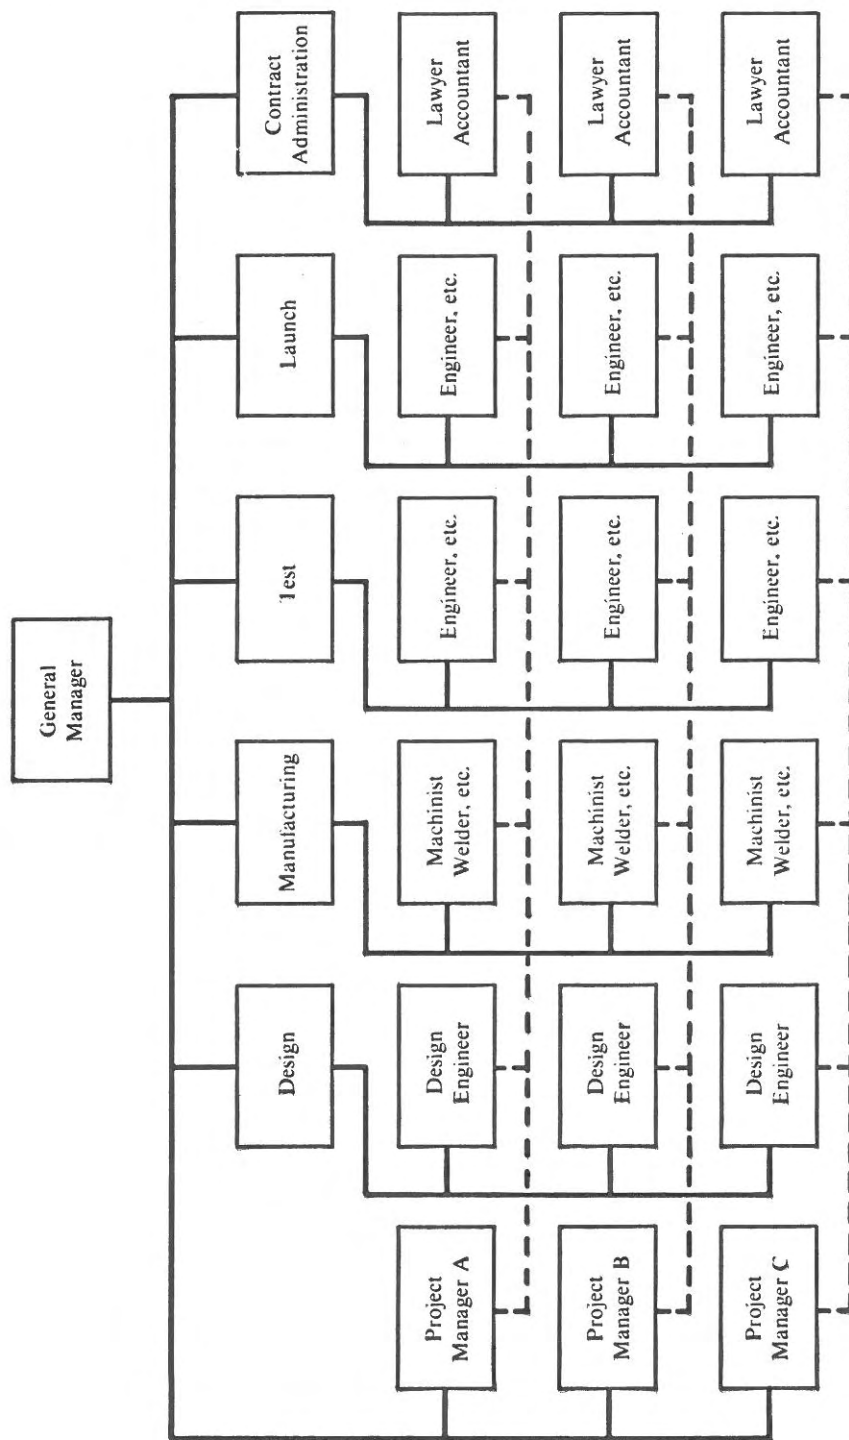 General
Manager
Design
Manufacturing
Test
Launch
Contract
Administration
Project
Manager A
Design
Engineer
Machinist
Welder, etc.
Engineer, etc.
Engineer, etc.
Lawyer
Accountant
Project
Manager B
Design
Engineer
Machinist
Welder, etc.
Engineer, etc.
Engineer, etc.
Lawyer
Accountant
Project
Manager C
Design
Engineer
Machinist
Welder, etc.
Engineer, etc.
Engineer, etc.
Lawyer
Accountant